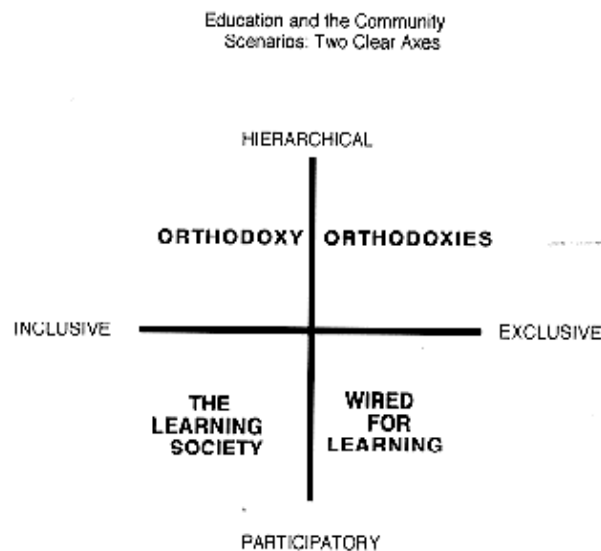 Education and the Community
Scenarios: Two Clear Axes
HIERARCHICAL
ORTHODOXY ORTHODOXIES
INCLUSIVE EXCLUSIVE
THE
LEARNING
SOCIETY
WIRED
FOR
LEARNING
PARTICIPATORY